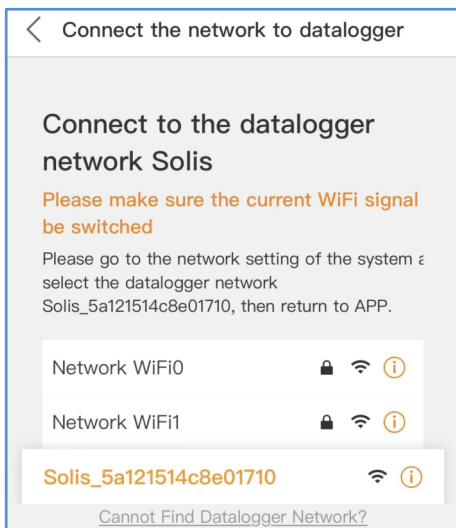 Connect the network to datalogger
Connect to the datalogger
network Solis
Please make sure the current WiFi signal
be switched
Please go to the network setting of the system
select the datalogger network
Solis_5a121514c8e01710, then return to APP.
Network WiFi0
Network WiFi1
Solis_5a121514c8e01710
Cannot Find Datalogger Network?